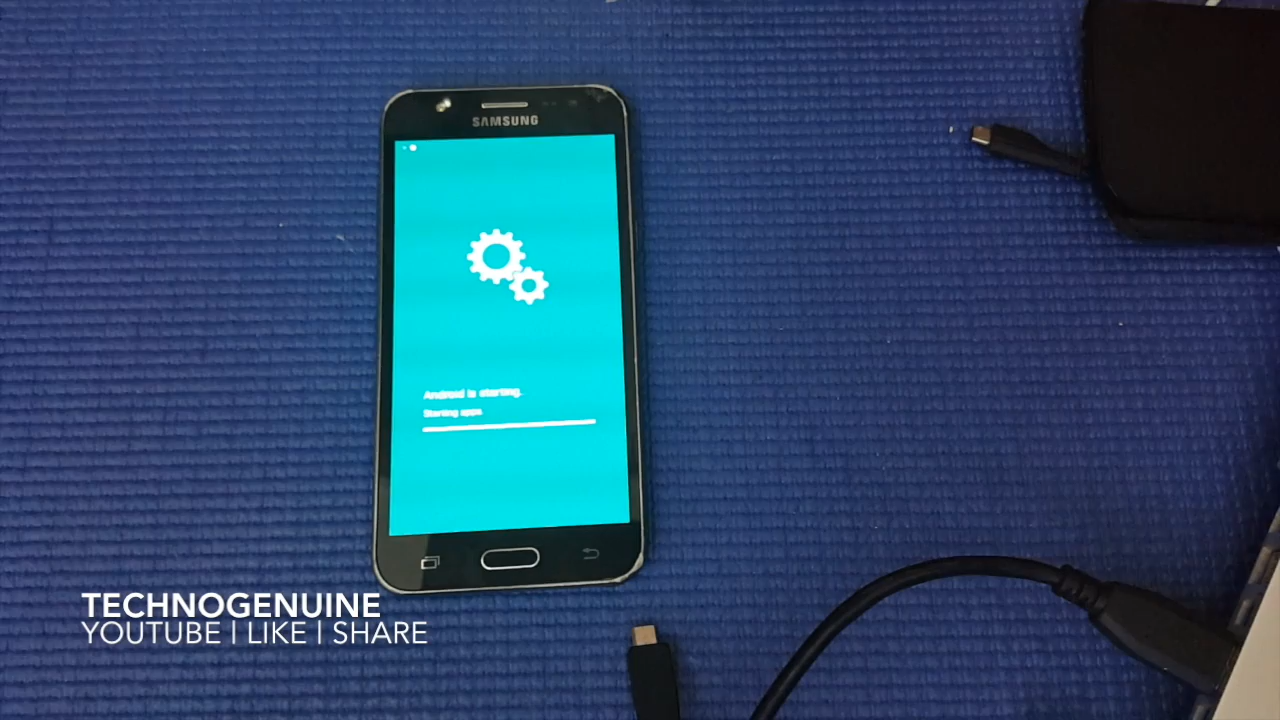 SAMSUNG
Android is starting..
Starting apps.
TECHNOGENUINE
YOUTUBE | LIKE | SHARE